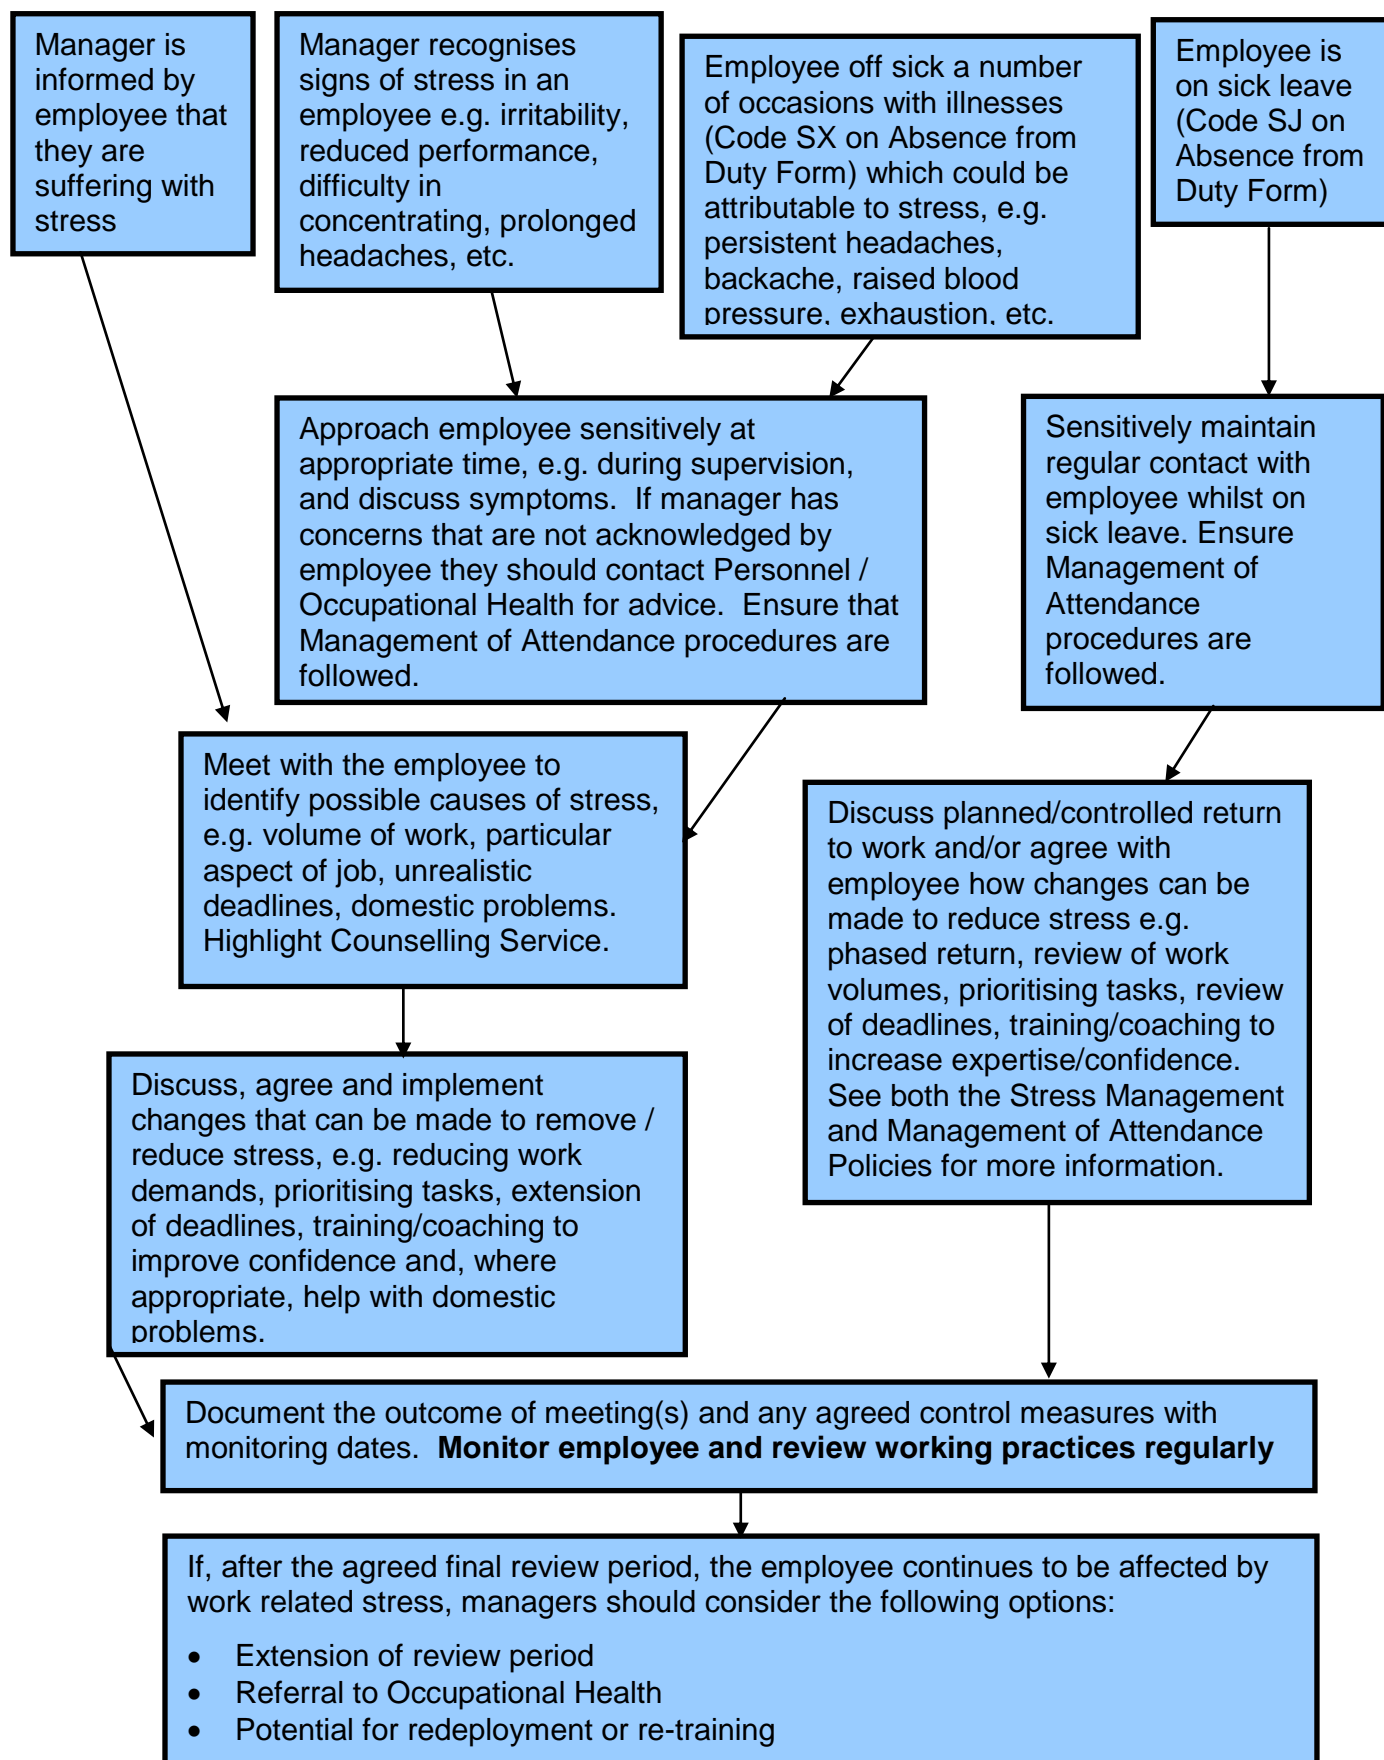 Manager is
informed by
employee that
they are
suffering with
stress
Manager recognises
signs of stress in an
employee e.g. irritability,
reduced performance,
difficulty in
concentrating, prolonged
headaches, etc.
Employee off sick a number
of occasions with illnesses
(Code SX on Absence from
Duty Form) which could be
attributable to stress, e.g.
persistent headaches,
backache, raised blood
pressure, exhaustion, etc.
Employee is
on sick leave
(Code SJ on
Absence from
Duty Form)
Approach employee sensitively at
appropriate time, e.g. during supervision,
and discuss symptoms.  If manager has
concerns that are not acknowledged by
employee they should contact Personnel /
Occupational Health for advice.  Ensure that
Management of Attendance procedures are
followed.
Sensitively maintain
regular contact with
employee whilst on
sick leave. Ensure
Management of
Attendance
procedures are
followed.
Meet with the employee to
identify possible causes of stress,
e.g. volume of work, particular
aspect of job, unrealistic
deadlines, domestic problems.
Highlight Counselling Service.
Discuss planned/controlled return
to work and/or agree with
employee how changes can be
made to reduce stress e.g.
phased return, review of work
volumes, prioritising tasks, review
of deadlines, training/coaching to
increase expertise/confidence.
See both the Stress Management
and Management of Attendance
Policies for more information.
Discuss, agree and implement
changes that can be made to remove /
reduce stress, e.g. reducing work
demands, prioritising tasks, extension
of deadlines, training/coaching to
improve confidence and, where
appropriate, help with domestic
problems.
Document the outcome of meeting(s) and any agreed control measures with
monitoring dates.  Monitor employee and review working practices regularly
If, after the agreed final review period, the employee continues to be affected by
work related stress, managers should consider the following options:
• Extension of review period
• Referral to Occupational Health
• Potential for redeployment or re-training